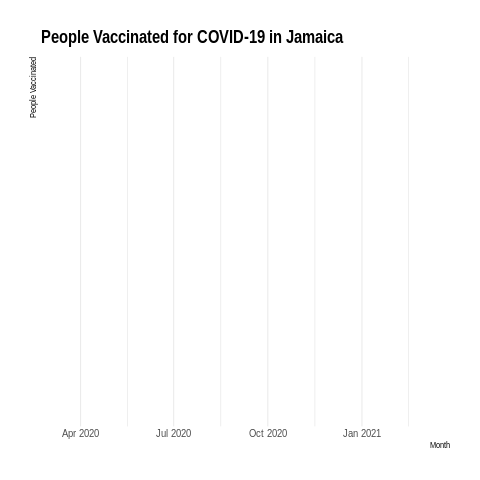 People Vaccinated for COVID-19 in Jamaica
People Vaccinated
Apr 2020
Jul 2020
Oct 2020
Jan 2021
Month